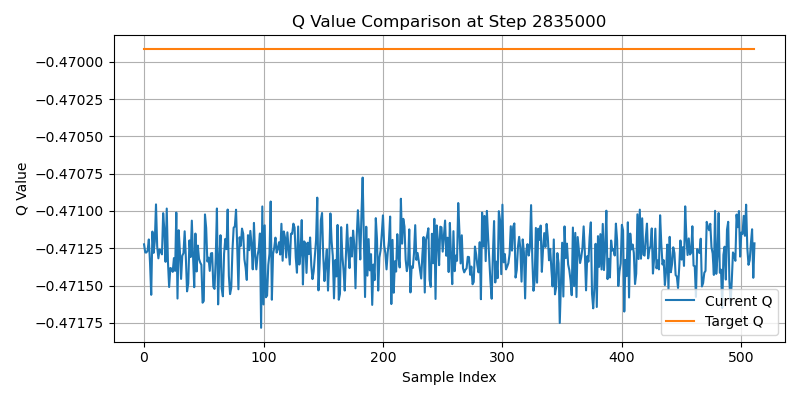 Q Value Comparison at Step 2835000
Q Value
−0.47000
−0.47025
−0.47050
−0.47075
−0.47100
−0.47125
−0.47150
−0.47175
0 100 200 300 400 500
Sample Index
Current Q
Target Q